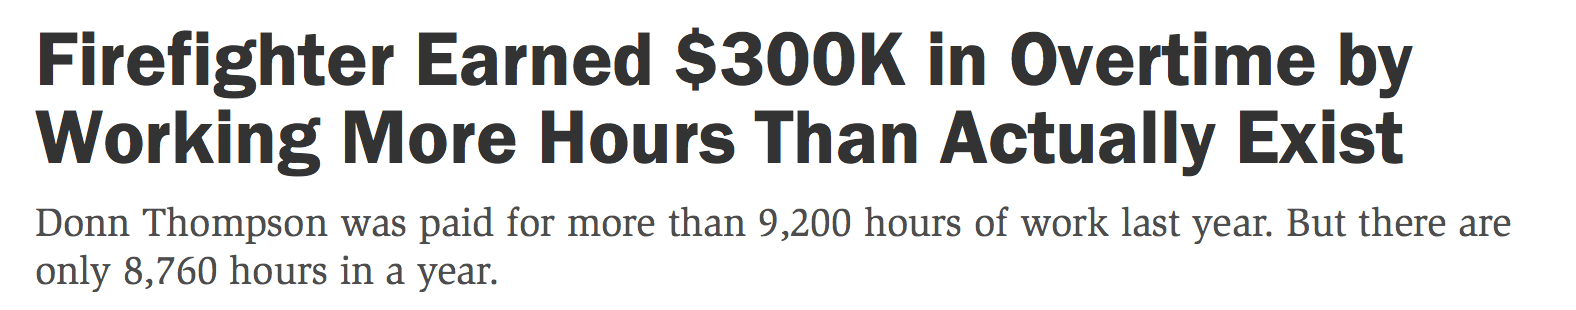 Firefighter Earned $300K in Overtime by
Working More Hours Than Actually Exist
Donn Thompson was paid for more than 9,200 hours of work last year. But there are
only 8,760 hours in a year.